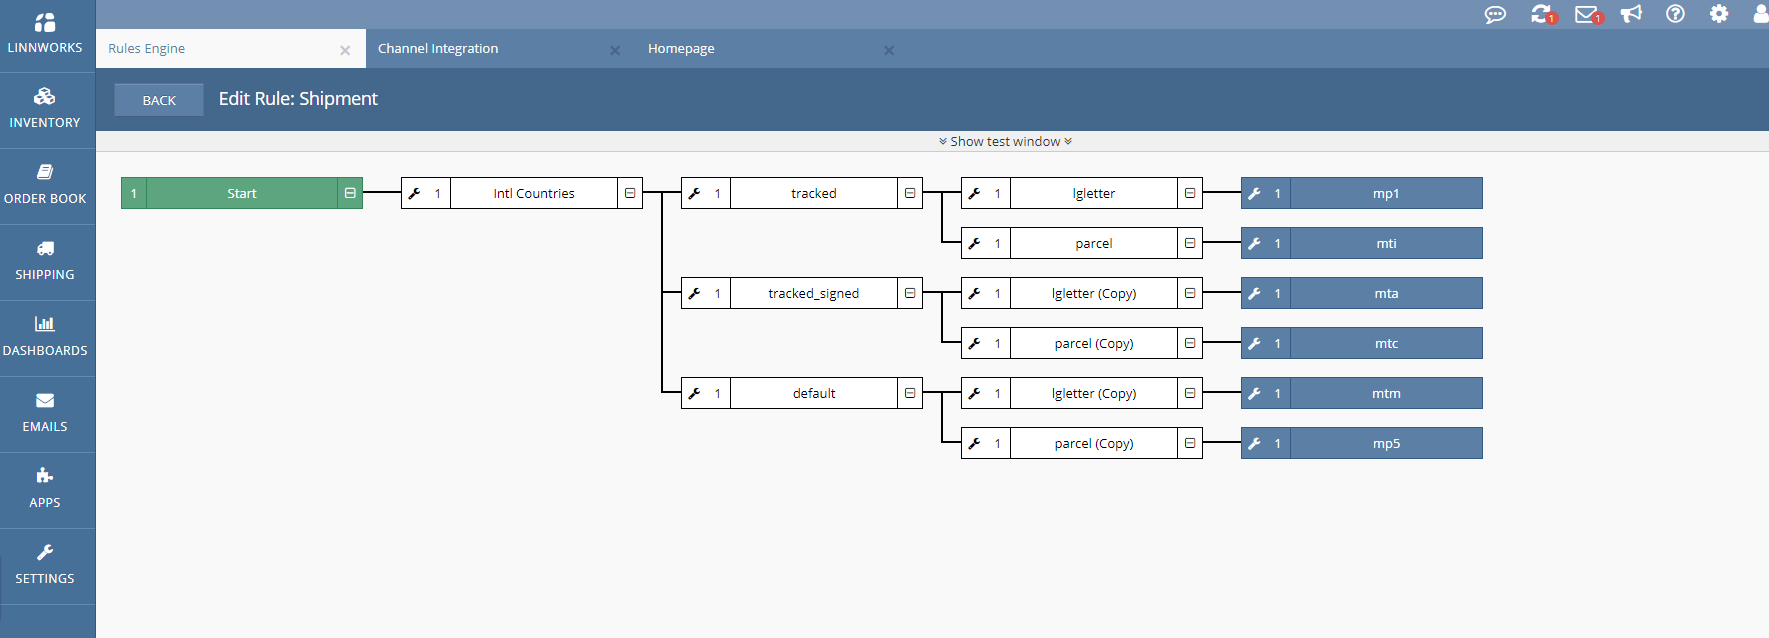 1 1
LINNWORKS
Rules Engine
Channel Integration
Homepage
BACK
Edit Rule: Shipment
INVENTORY
Show test window
1 Start
1 Intl Countries
1 tracked
1 lgletter
1 mp1
ORDER BOOK
1 parcel
1 mti
SHIPPING
1 tracked_signed
1 lgletter (Copy)
1 mta
DASHBOARDS
1 parcel (Copy)
1 mtc
1 default
1 lgletter (Copy)
1 mtm
EMAILS
1 parcel (Copy)
1 mp5
APPS
SETTINGS